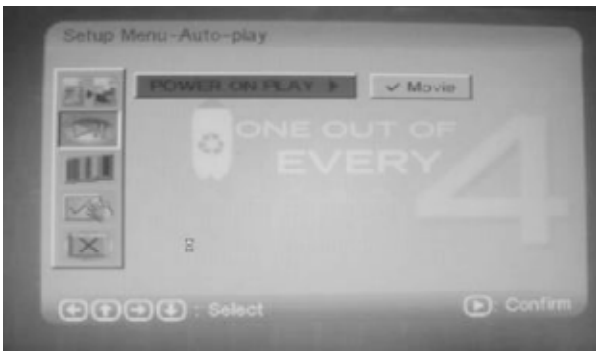 Setup Menu-Auto-play
POWER ON PLAY
Movie
ONE OUT OF
EVERY
4
: Select
: Confirm